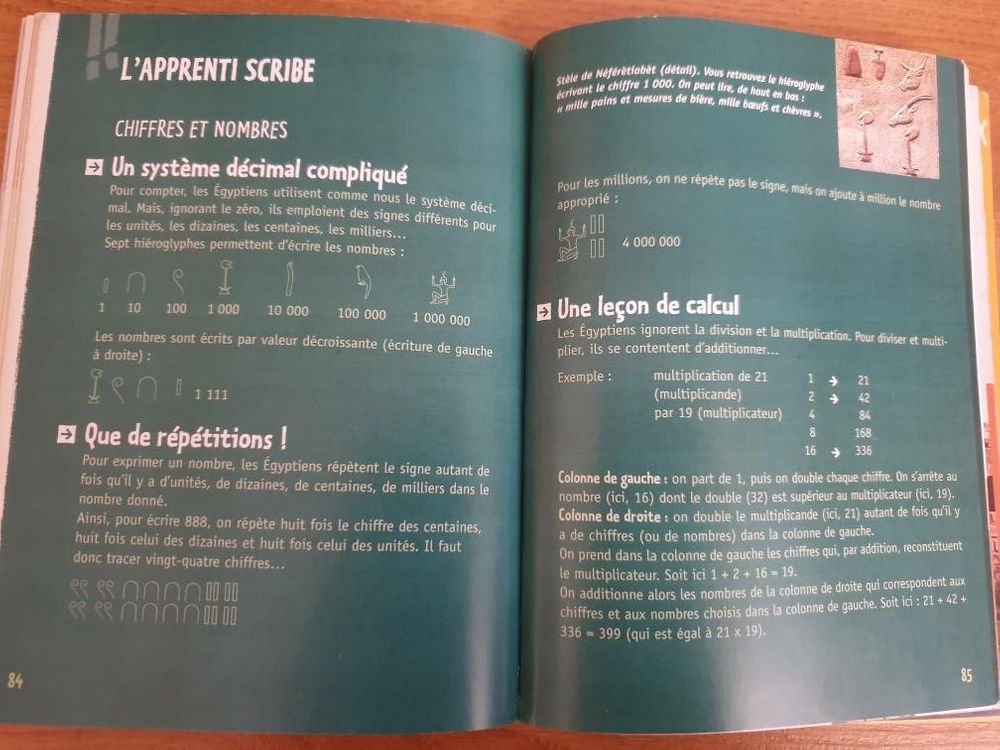 L'APPRENTI SCRIBE
CHIFFRES ET NOMBRES
Un système décimal compliqué
Pour compter, les Égyptiens utilisent comme nous le système déci-
mal. Mais, ignorant le zéro, ils emploient des signes différents pour
les unités, les dizaines, les centaines, les milliers...
Sept hiéroglyphes permettent d'écrire les nombres :
1 10 100 1 000 10 000 100 000 1 000 000
Les nombres sont écrits par valeur décroissante (écriture de gauche
à droite) :
1 111
Que de répétitions !
Pour exprimer un nombre, les Égyptiens répètent le signe autant de
fois qu'il y a d'unités, de dizaines, de centaines, de milliers dans le
nombre donné.
Ainsi, pour écrire 888, on répète huit fois le chiffre des centaines,
huit fois celui des dizaines et huit fois celui des unités. Il faut
donc tracer vingt-quatre chiffres...
84
Stèle de Néférètiabèt (détail). Vous retrouvez le hiéroglyphe
écrivant le chiffre 1 000. On peut lire, de haut en bas :
« mille pains et mesures de bière, mille bœufs et chèvres ».
Pour les millions, on ne répète pas le signe, mais on ajoute à million le nombre
approprié :
4 000 000
Une leçon de calcul
Les Égyptiens ignorent la division et la multiplication. Pour diviser et multi-
plier, ils se contentent d'additionner...
Exemple : multiplication de 21 1 → 21
(multiplicande) 2 → 42
par 19 (multiplicateur) 4 84
8 168
16 → 336
Colonne de gauche : on part de 1, puis on double chaque chiffre. On s'arrête au
nombre (ici, 16) dont le double (32) est supérieur au multiplicateur (ici, 19).
Colonne de droite : on double le multiplicande (ici, 21) autant de fois qu'il y
a de chiffres (ou de nombres) dans la colonne de gauche.
On prend dans la colonne de gauche les chiffres qui, par addition, reconstituent
le multiplicateur. Soit ici 1 + 2 + 16 = 19.
On additionne alors les nombres de la colonne de droite qui correspondent aux
chiffres et aux nombres choisis dans la colonne de gauche. Soit ici : 21 + 42 +
336 = 399 (qui est égal à 21 x 19).
85